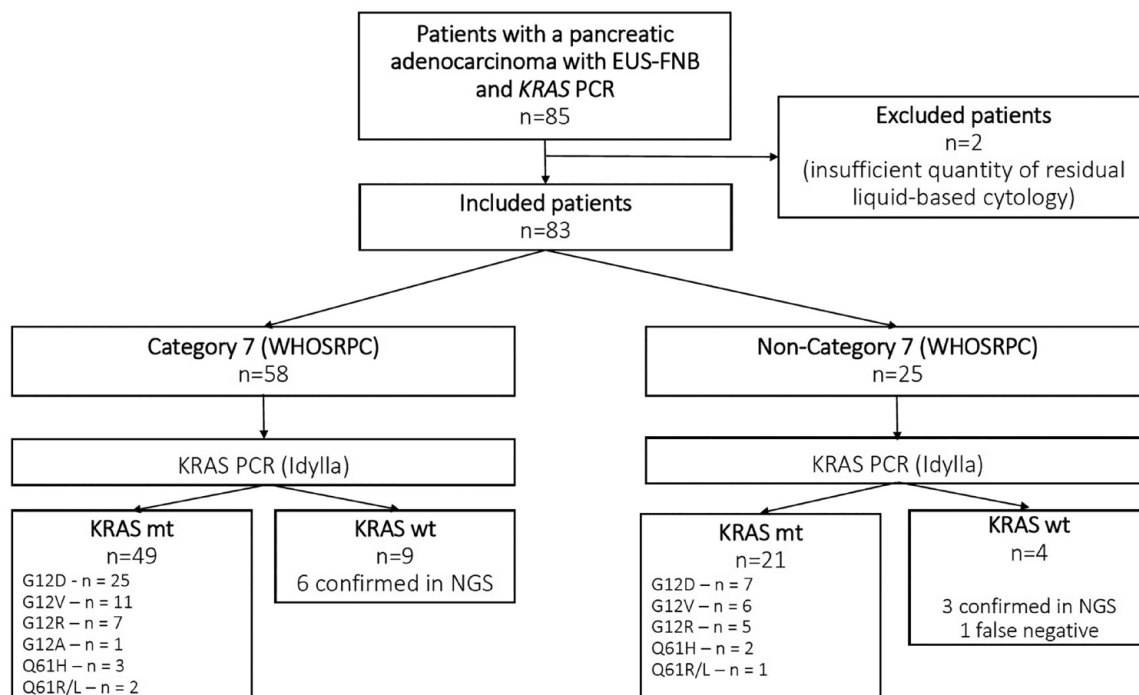 Patients with a pancreatic
adenocarcinoma with EUS-FNB
and KRAS PCR
n=85
Excluded patients
n=2
(insufficient quantity of residual
liquid-based cytology)
Included patients
n=83
Category 7 (WHOSRPC)
n=58
Non-Category 7 (WHOSRPC)
n=25
KRAS PCR (Idylla)
KRAS PCR (Idylla)
KRAS mt
n=49
G12D - n = 25
G12V – n = 11
G12R – n = 7
G12A – n = 1
Q61H – n = 3
Q61R/L – n = 2
KRAS wt
n=9
6 confirmed in NGS
KRAS mt
n=21
G12D – n = 7
G12V – n = 6
G12R – n = 5
Q61H – n = 2
Q61R/L – n = 1
KRAS wt
n=4
3 confirmed in NGS
1 false negative